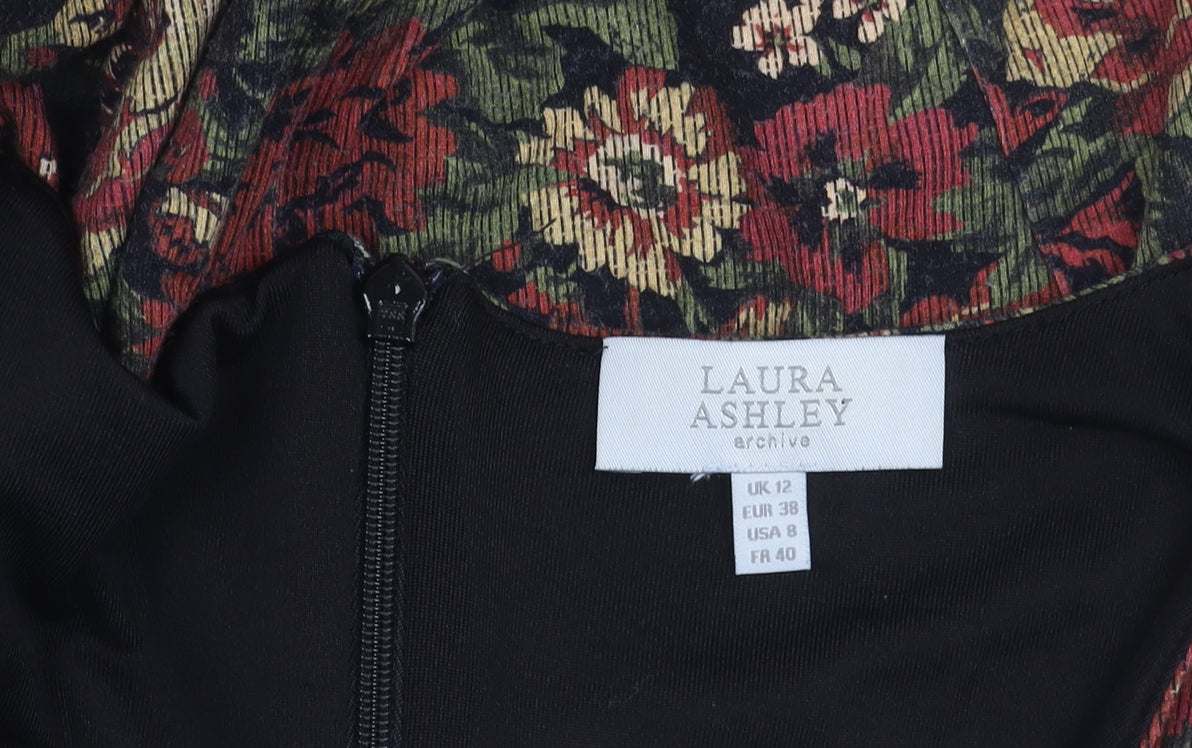 LAURA
ASHLEY
archive
UK 12
EUR 38
USA 8
FR 40